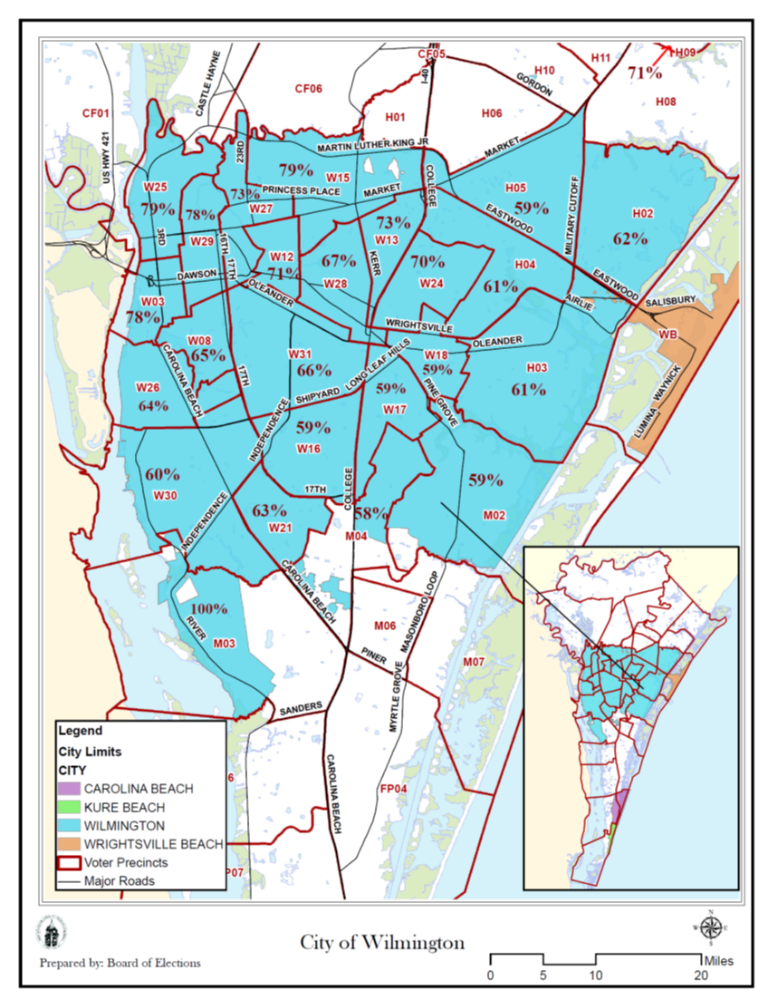 CF05
H09
71%
H11
H10
GORDON
CASTLE HAYNE
CF06
I-40
CF01
H01
H06
H08
US HWY 421
MARTIN LUTHER KING JR
MARKET
23RD
79%
W15
COLLEGE
W25
73%
PRINCESS PLACE
MARKET
H05
MILITARY CUTOFF
79%
78%
W27
73%
EASTWOOD
59%
H02
3RD
W29
16TH
17TH
W12
W13
62%
67%
KERR
70%
H04
DAWSON
71%
W28
W24
61%
EASTWOOD
OLEANDER
AIRLIE
SALISBURY
W03
78%
WRIGHTSVILLE
WB
W08
65%
CAROLINA BEACH
W31
66%
LONG LEAF HILLS
W18
59%
OLEANDER
H03
61%
LUMINA
WAYNICK
17TH
W26
64%
SHIPYARD
59%
W17
PINE GROVE
INDEPENDENCE
59%
W16
60%
W30
17TH
COLLEGE
59%
M02
INDEPENDENCE
63%
W21
58%
M04
CAROLINA BEACH
100%
M03
RIVER
MASONBORO LOOP
M06
PINER
M07
MYRTLE GROVE
SANDERS
CAROLINA BEACH
6
FP04
P07
Legend
City Limits
CITY
CAROLINA BEACH
KURE BEACH
WILMINGTON
WRIGHTSVILLE BEACH
Voter Precincts
Major Roads
City of Wilmington
Prepared by: Board of Elections
N
W E
S
Miles
0 5 10 20